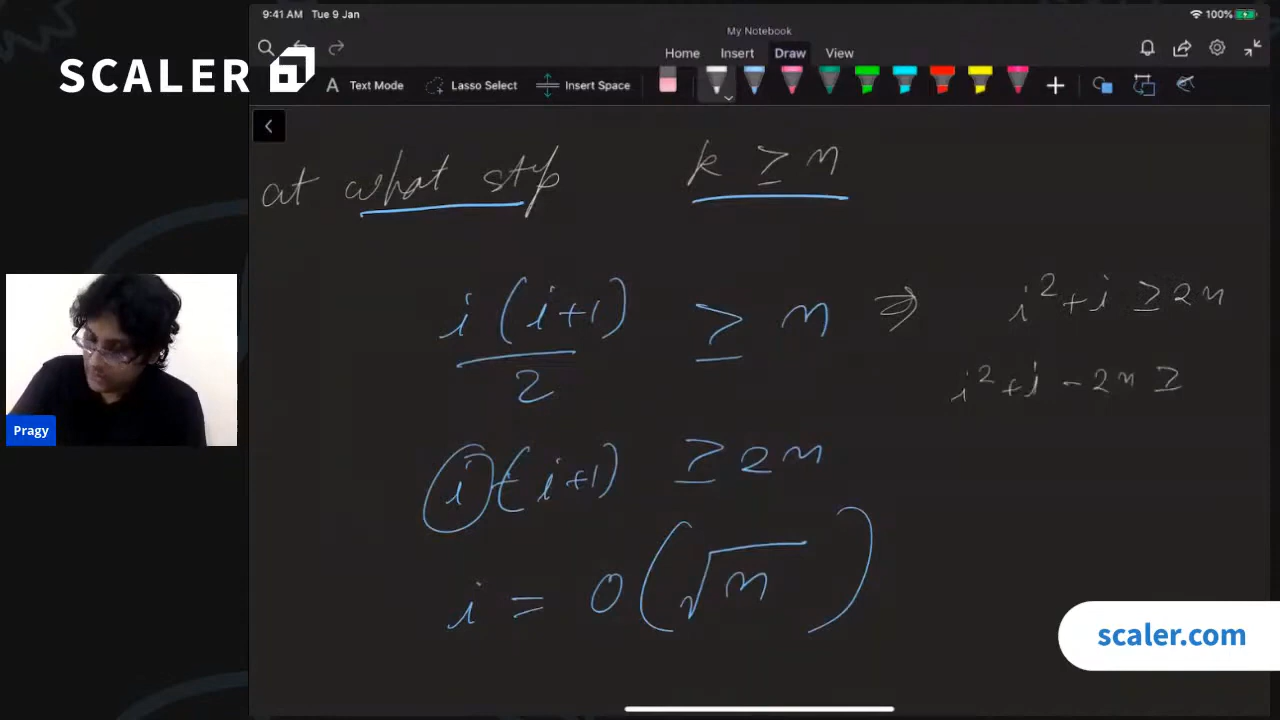 9:41 AM Tue 9 Jan
100%
My Notebook
SCALER
Home Insert Draw View
Text Mode Lasso Select Insert Space
at what stp k ≥ n
i (i+1) / 2 ≥ n ⇒ i² + i ≥ 2n
i² + i - 2n ≥
i (i+1) ≥ 2n
i = O(√n)
Pragy
scaler.com